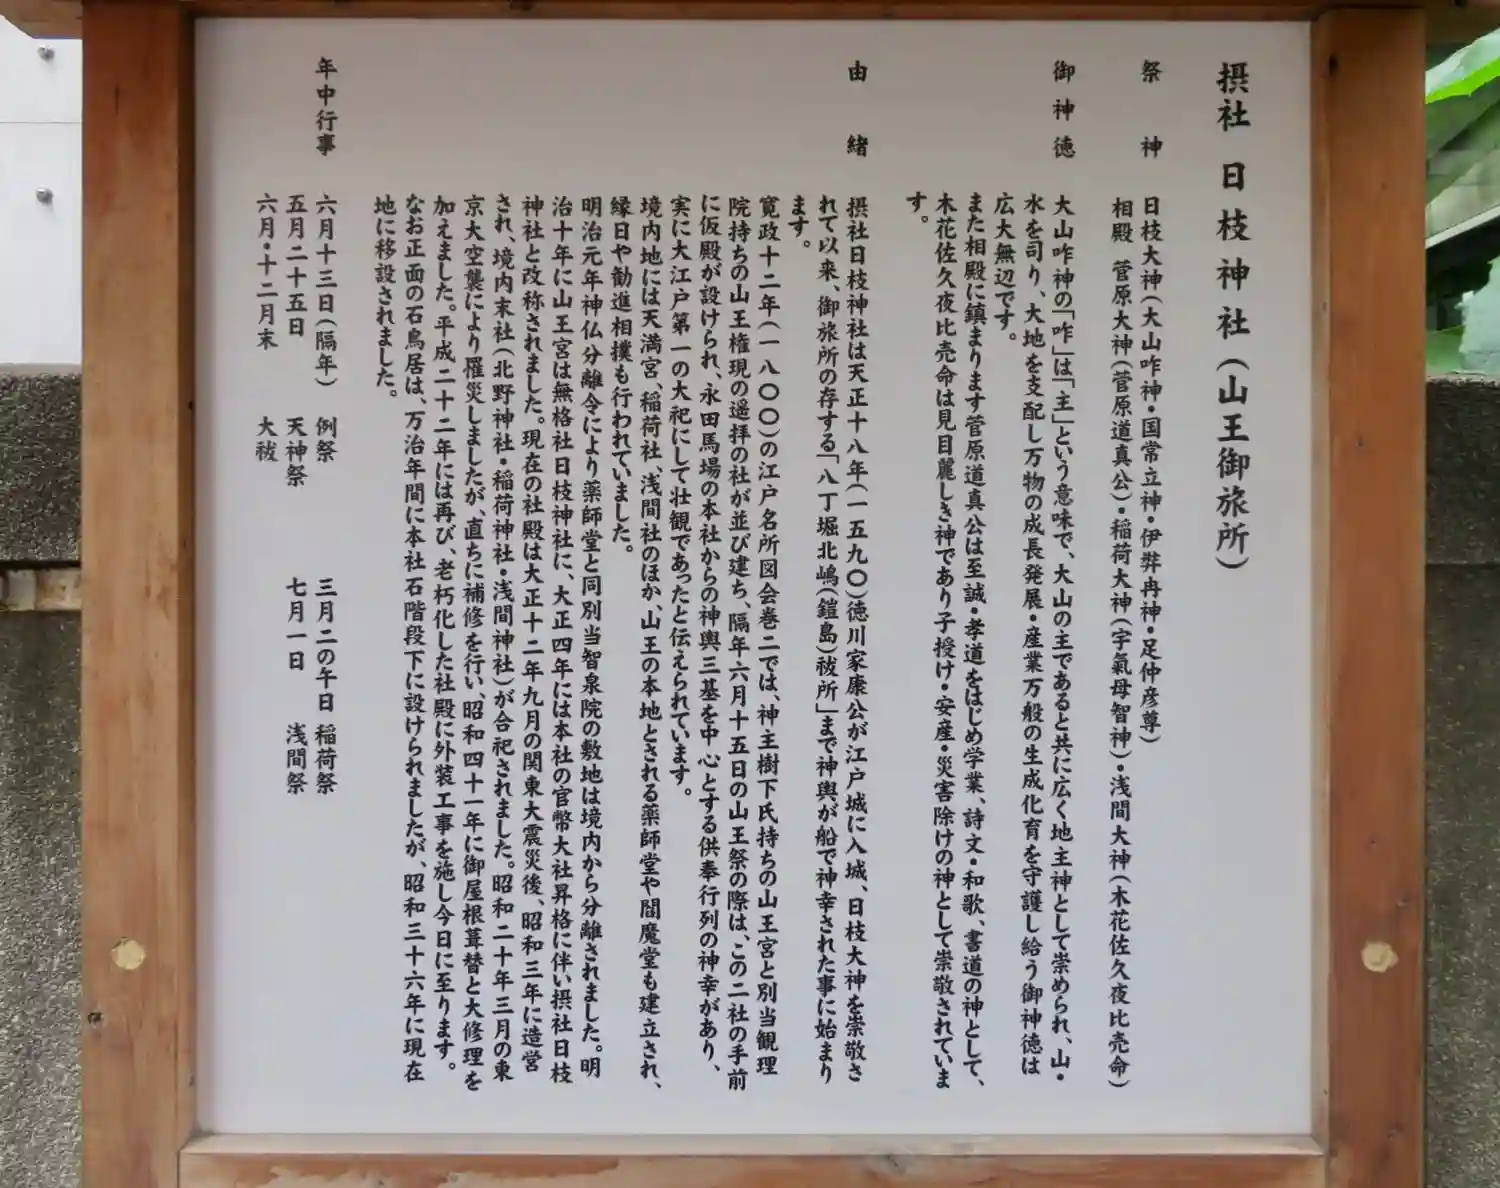 摂社 日枝神社(山王御旅所)
祭神 日枝大神(大山咋神・国常立神・伊弉冉神・足仲彦尊)
相殿 菅原大神(菅原道真公)・稲荷大神(宇氣母智神)・浅間大神(木花佐久夜比売命)
御神徳 大山咋神の「咋」は「主」という意味で、大山の主であると共に広く地主神として崇められ、山・
水を司り、大地を支配し万物の成長発展・産業万般の生成化育を守護し給う御神徳は
広大無辺です。
また相殿に鎮まります菅原道真公は至誠・孝道をはじめ学業、詩文・和歌、書道の神として、
木花佐久夜比売命は見目麗しき神であり子授け・安産・災害除けの神として崇敬されていま
す。
由緒 摂社日枝神社は天正十八年(一五九〇)徳川家康公が江戸城に入城、日枝大神を崇敬さ
れて以来、御旅所の存する「八丁堀北嶋(鎧島)祓所」まで神輿が船で神幸された事に始まり
ます。
寛政十二年(一八〇〇)の江戸名所図会巻二では、神主樹下氏持ちの山王宮と別当観理
院持ちの山王権現の遥拝の社が並び建ち、隔年六月十五日の山王祭の際は、この二社の手前
に仮殿が設けられ、永田馬場の本社からの神輿三基を中心とする供奉行列の神幸があり、
実に大江戸第一の大祀にして壮観であったと伝えられています。
境内地には天満宮、稲荷社、浅間社のほか、山王の本地とされる薬師堂や閻魔堂も建立され、
縁日や勧進相撲も行われていました。
明治元年神仏分離令により薬師堂と同別当智泉院の敷地は境内から分離されました。明
治十年に山王宮は無格社日枝神社に、大正四年には本社の官幣大社昇格に伴い摂社日枝
神社と改称されました。現在の社殿は大正十二年九月の関東大震災後、昭和三年に造営
され、境内末社(北野神社・稲荷神社・浅間神社)が合祀されました。昭和二十年三月の東
京大空襲により罹災しましたが、直ちに補修を行い、昭和四十一年に御屋根葺替と大修理を
加えました。平成二十二年には再び、老朽化した社殿に外装工事を施し今日に至ります。
なお正面の石鳥居は、万治年間に本社石階段下に設けられましたが、昭和三十六年に現在
地に移設されました。
年中行事 六月十三日(隔年) 例祭 三月二の午日 稲荷祭
五月二十五日 天神祭 七月一日 浅間祭
六月・十二月末 大祓